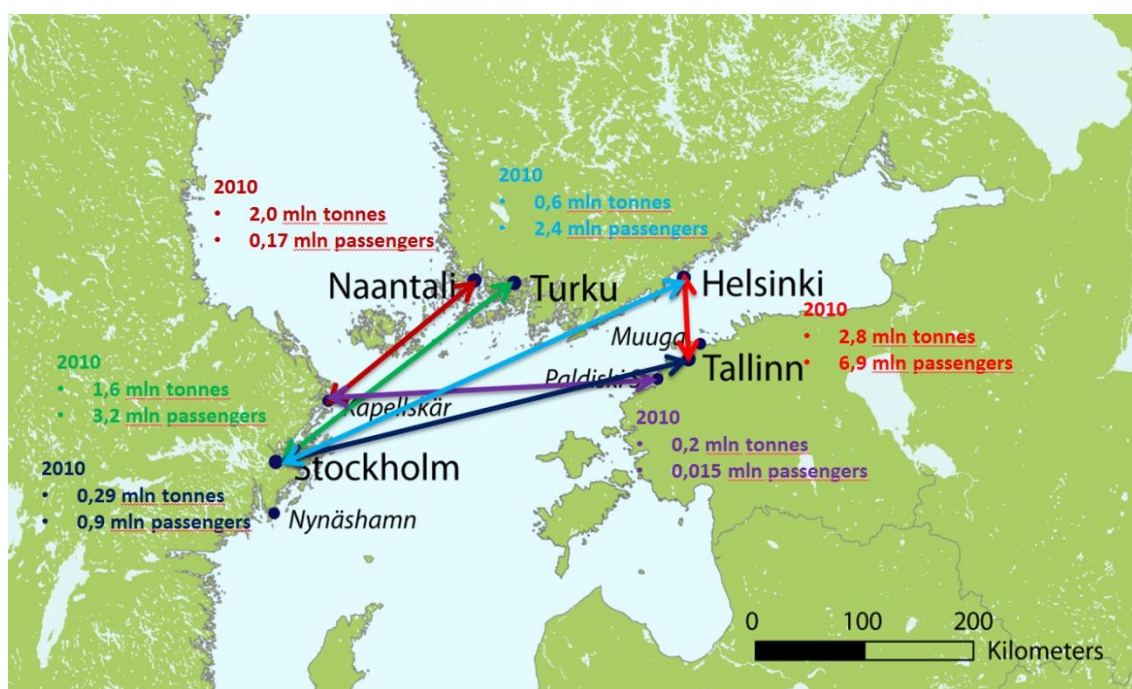 2010
• 2,0 mln tonnes
• 0,17 mln passengers
2010
• 0,6 mln tonnes
• 2,4 mln passengers
Naantali
Turku
Helsinki
Muuga
Tallinn
2010
• 2,8 mln tonnes
• 6,9 mln passengers
Paldiski S
Kapellskär
2010
• 1,6 mln tonnes
• 3,2 mln passengers
2010
• 0,2 mln tonnes
• 0,015 mln passengers
Stockholm
2010
• 0,29 mln tonnes
• 0,9 mln passengers
Nynäshamn
0 100 200
Kilometers